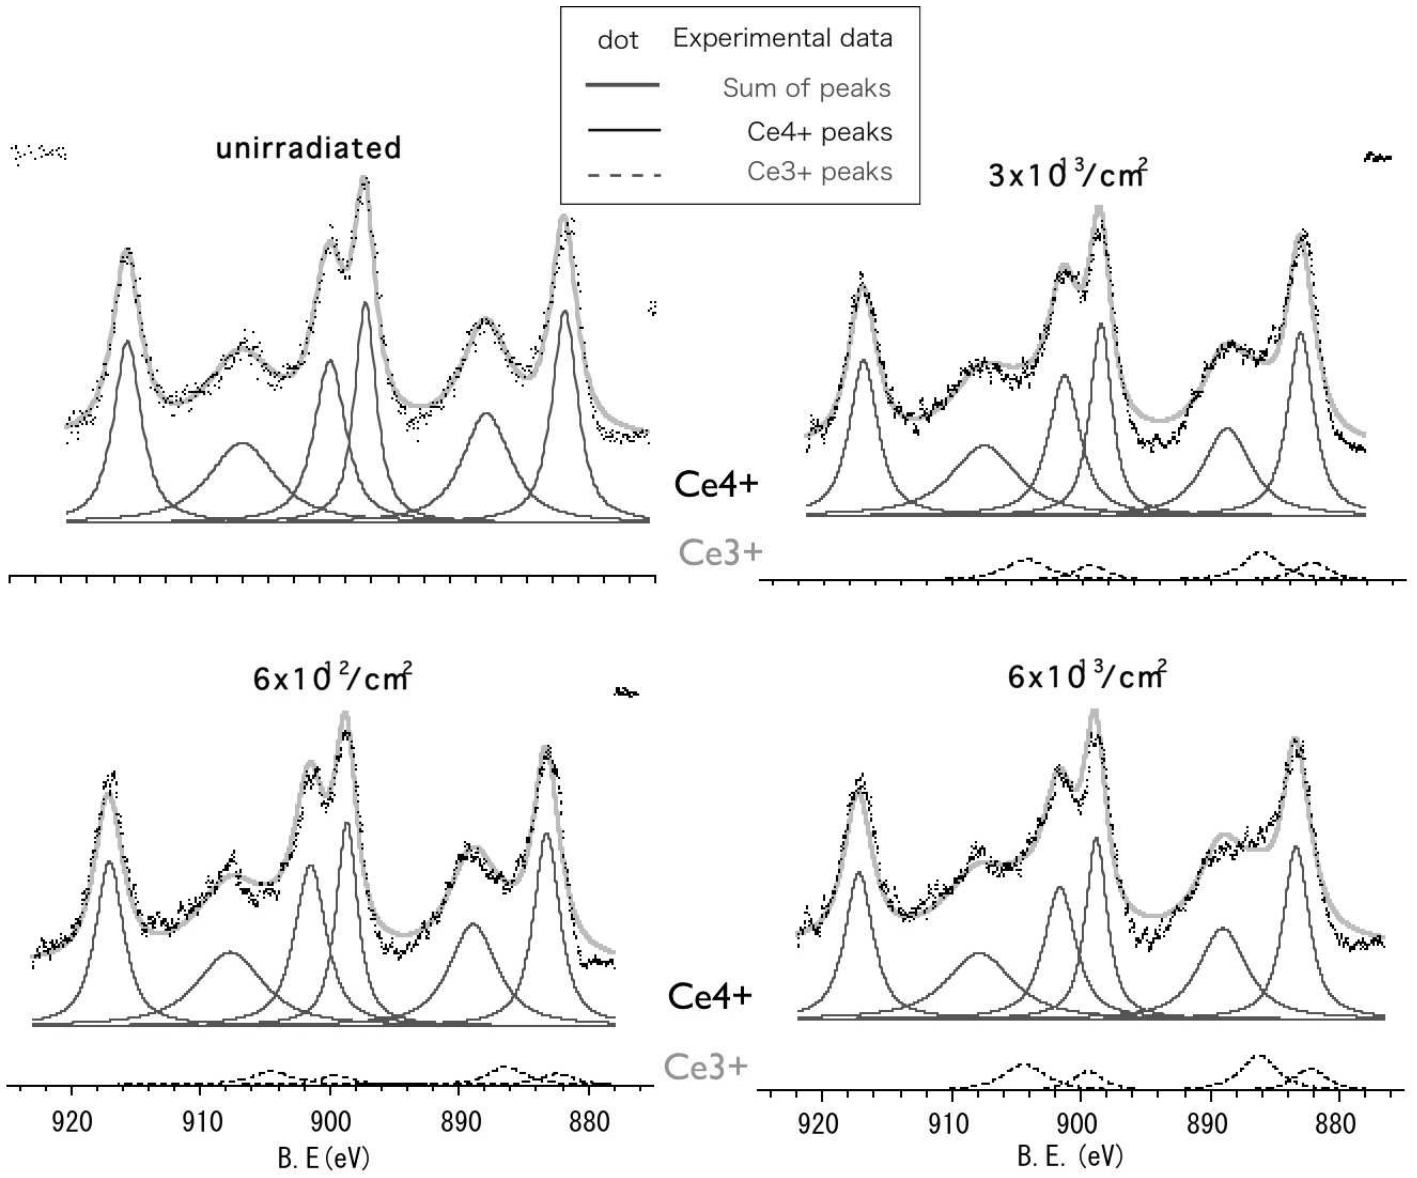 dot Experimental data
Sum of peaks
Ce4+ peaks
Ce3+ peaks
unirradiated
3x10¹³/cm²
Ce4+
Ce3+
6x10¹²/cm²
6x10¹³/cm²
Ce4+
Ce3+
920 910 900 890 880
B.E(eV)
920 910 900 890 880
B.E. (eV)